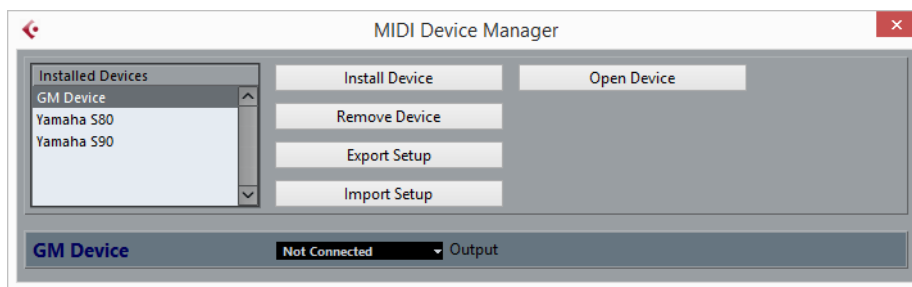 MIDI Device Manager
Installed Devices
GM Device
Yamaha S80
Yamaha S90
Install Device
Remove Device
Export Setup
Import Setup
Open Device
GM Device
Not Connected
Output